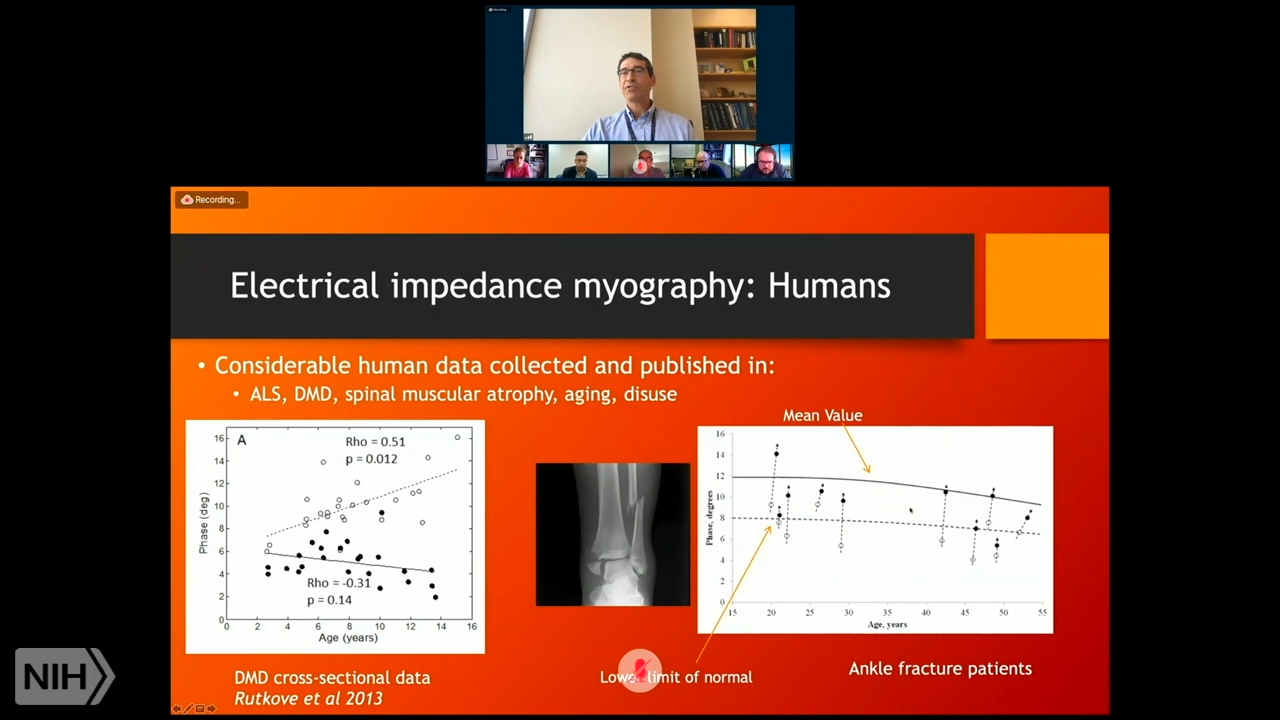 Recording...
Recording...
Electrical impedance myography: Humans
• Considerable human data collected and published in:
• ALS, DMD, spinal muscular atrophy, aging, disuse
Mean Value
A
Rho = 0.51
p = 0.012
Rho = -0.31
p = 0.14
Phase (deg)
16
14
12
10
8
6
4
2
0
0 2 4 6 8 10 12 14 16
Age (years)
Phase, degrees
16
14
12
10
8
6
4
2
0
15 20 25 30 35 40 45 50 55
Age, years
DMD cross-sectional data
Rutkove et al 2013
Lower limit of normal
Ankle fracture patients
NIH